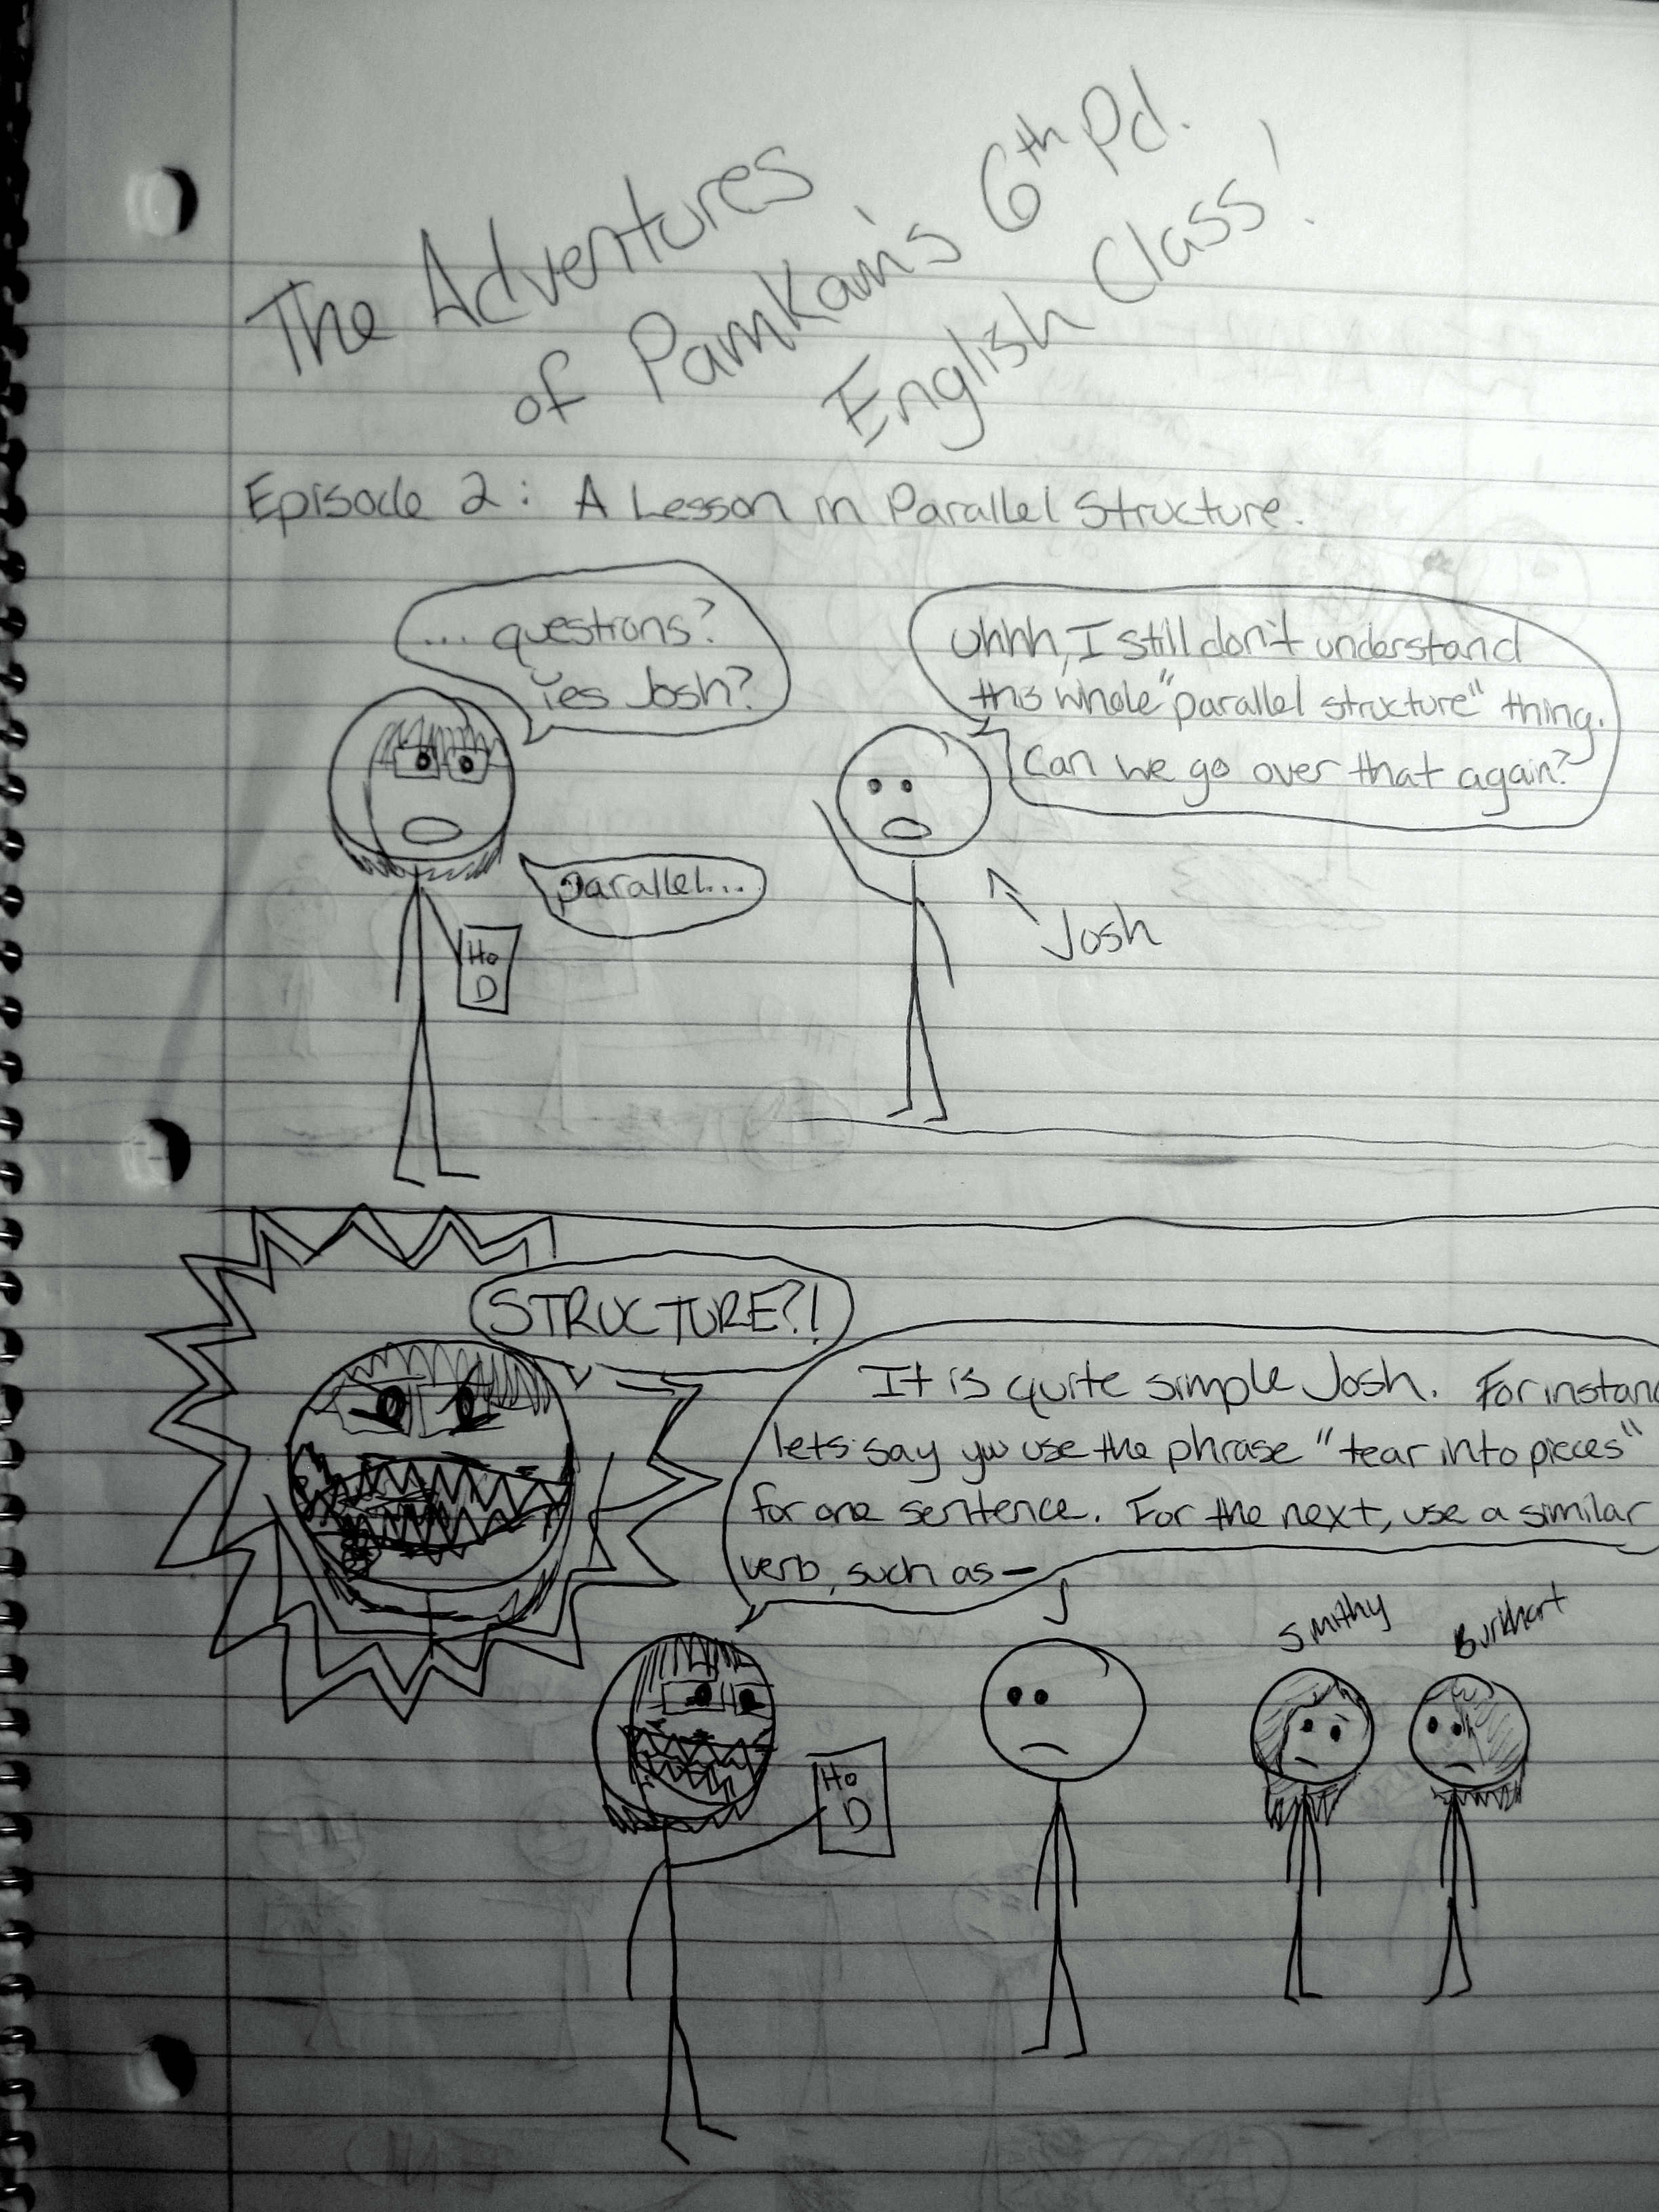 The Adventures
of PamKam's 6th Pd.
English Class!
Episode 2: A Lesson in Parallel Structure.
... questions?
Yes Josh?
Uhhh, I still don't understand
this whole "parallel structure" thing.
Can we go over that again?
parallel...
Josh
Ho
D
STRUCTURE?!
It is quite simple Josh. For instanc
lets say you use the phrase "tear into pieces"
for one sentence. For the next, use a similar
verb, such as—
Smithy
Burkhart
Ho
D